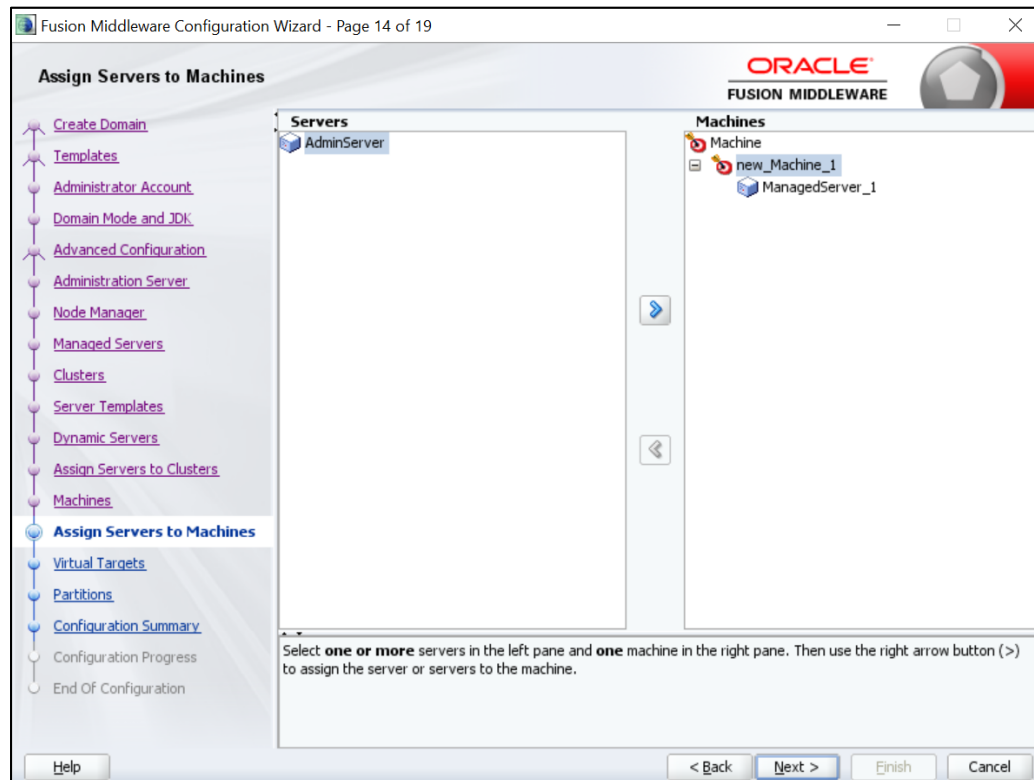 Fusion Middleware Configuration Wizard - Page 14 of 19
Assign Servers to Machines
ORACLE
FUSION MIDDLEWARE
Create Domain
Templates
Administrator Account
Domain Mode and JDK
Advanced Configuration
Administration Server
Node Manager
Managed Servers
Clusters
Server Templates
Dynamic Servers
Assign Servers to Clusters
Machines
Assign Servers to Machines
Virtual Targets
Partitions
Configuration Summary
Configuration Progress
End Of Configuration
Servers
AdminServer
Machines
Machine
new_Machine_1
ManagedServer_1
Select one or more servers in the left pane and one machine in the right pane. Then use the right arrow button (>)
to assign the server or servers to the machine.
Help
< Back
Next >
Finish
Cancel